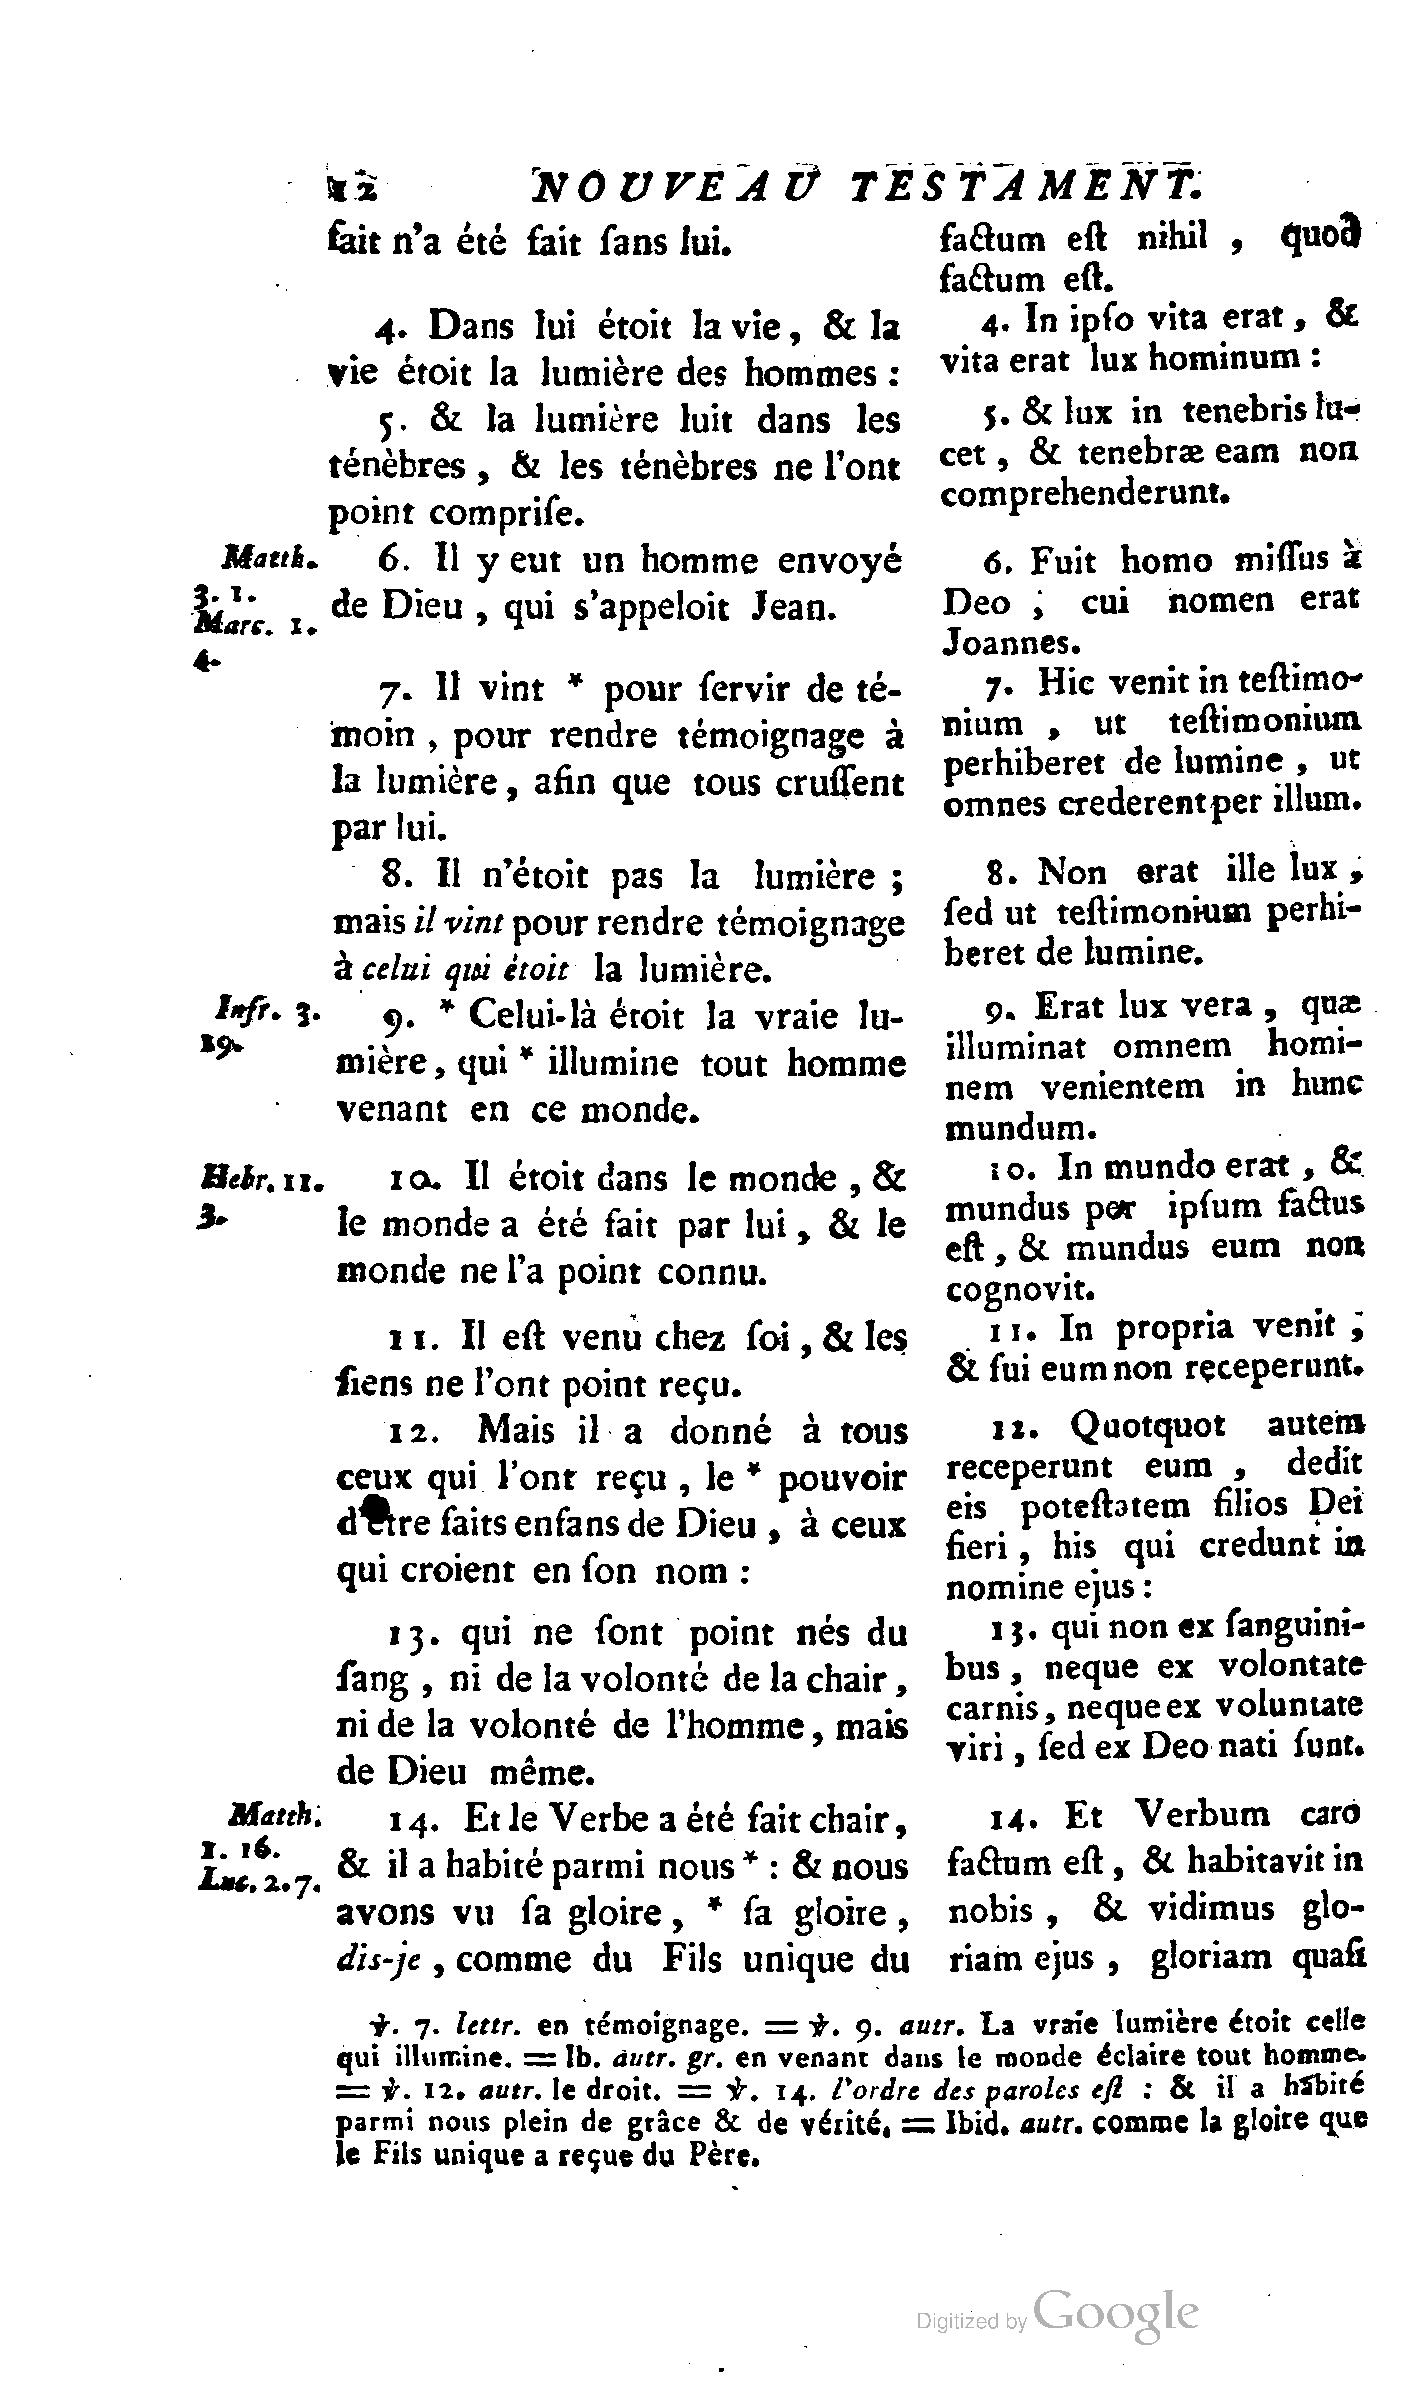 12 NOUVEAU TESTAMENT.
fait n'a été fait ſans lui.
4. Dans lui étoit la vie, & la
vie étoit la lumière des hommes :
5. & la lumière luit dans les
ténèbres, & les ténèbres ne l'ont
point compriſe.
Matth.
3. 1.
Marc. 1.
4.
6. Il y eut un homme envoyé
de Dieu, qui s'appeloit Jean.
7. Il vint * pour ſervir de té-
moin, pour rendre témoignage à
la lumière, afin que tous cruſſent
par lui.
8. Il n'étoit pas la lumière ;
mais il vint pour rendre témoignage
à celui qui étoit la lumière.
Infr. 3.
19.
9. * Celui-là étoit la vraie lu-
mière, qui * illumine tout homme
venant en ce monde.
Hebr. 11.
3.
10. Il étoit dans le monde, &
le monde a été fait par lui, & le
monde ne l'a point connu.
11. Il eſt venu chez ſoi, & les
ſiens ne l'ont point reçu.
12. Mais il a donné à tous
ceux qui l'ont reçu, le * pouvoir
d'être faits enfans de Dieu, à ceux
qui croient en ſon nom :
13. qui ne ſont point nés du
ſang, ni de la volonté de la chair,
ni de la volonté de l'homme, mais
de Dieu même.
Matth.
1. 16.
Luc. 2. 7.
14. Et le Verbe a été fait chair,
& il a habité parmi nous * : & nous
avons vu ſa gloire, * ſa gloire,
dis-je, comme du Fils unique du
factum eſt nihil, quod
factum eſt.
4. In ipſo vita erat, &
vita erat lux hominum :
5. & lux in tenebris lu-
cet, & tenebræ eam non
comprehenderunt.
6. Fuit homo miſſus à
Deo, cui nomen erat
Joannes.
7. Hic venit in teſtimo-
nium, ut teſtimonium
perhiberet de lumine, ut
omnes crederent per illum.
8. Non erat ille lux,
ſed ut teſtimonium perhi-
beret de lumine.
9. Erat lux vera, quæ
illuminat omnem homi-
nem venientem in hunc
mundum.
10. In mundo erat, &
mundus per ipſum factus
eſt, & mundus eum non
cognovit.
11. In propria venit,
& ſui eum non receperunt.
12. Quotquot autem
receperunt eum, dedit
eis poteſtatem filios Dei
fieri, his qui credunt in
nomine ejus :
13. qui non ex ſanguini-
bus, neque ex volontate
carnis, neque ex voluntate
viri, ſed ex Deo nati ſunt.
14. Et Verbum caro
factum eſt, & habitavit in
nobis, & vidimus glo-
riam ejus, gloriam quaſi
℣. 7. lettr. en témoignage. = ℣. 9. autr. La vraie lumière étoit celle
qui illumine. = Ib. autr. gr. en venant dans le monde éclaire tout homme.
= ℣. 12. autr. le droit. = ℣. 14. l'ordre des paroles eſt : & il a habité
parmi nous plein de grâce & de vérité. = Ibid. autr. comme la gloire que
le Fils unique a reçue du Père.
Digitized by Google